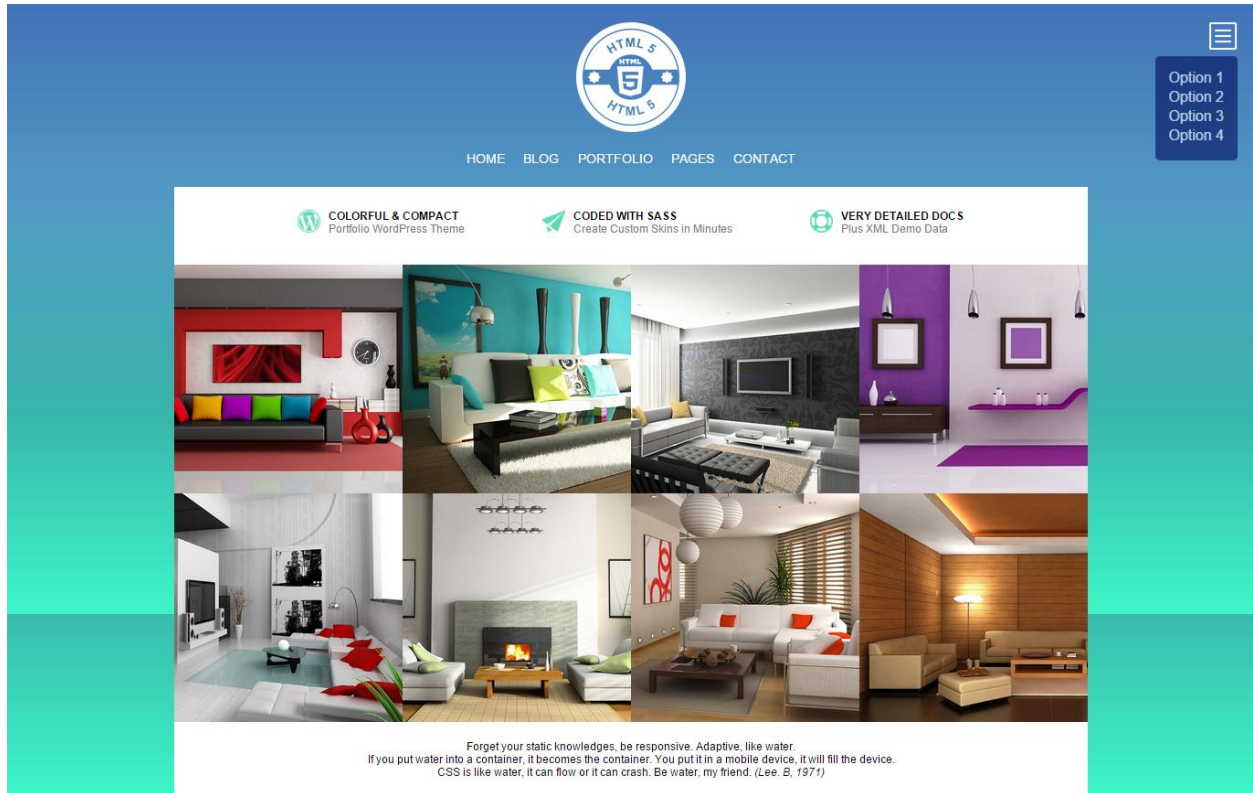 HTML 5
HTML
5
HTML 5
Option 1
Option 2
Option 3
Option 4
HOME BLOG PORTFOLIO PAGES CONTACT
COLORFUL & COMPACT
Portfolio WordPress Theme
CODED WITH SASS
Create Custom Skins in Minutes
VERY DETAILED DOCS
Plus XML Demo Data
Forget your static knowledges, be responsive. Adaptive, like water.
If you put water into a container, it becomes the container. You put it in a mobile device, it will fill the device.
CSS is like water, it can flow or it can crash. Be water, my friend. (Lee. B, 1971)